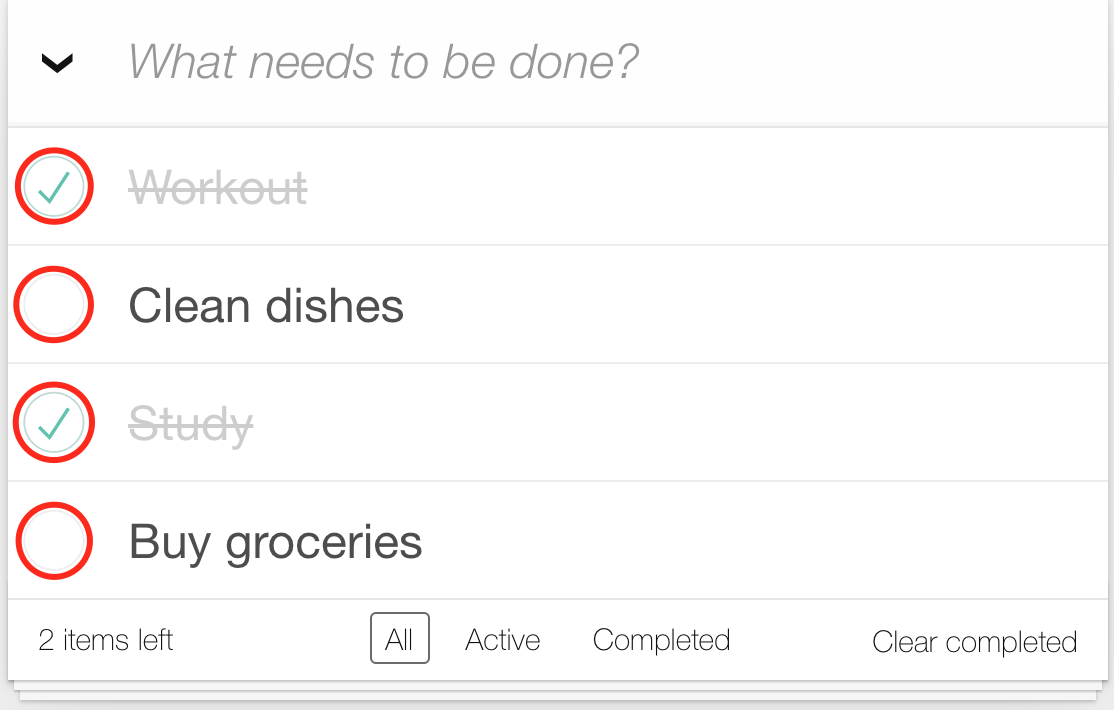 What needs to be done?
Workout
Clean dishes
Study
Buy groceries
2 items left All Active Completed Clear completed